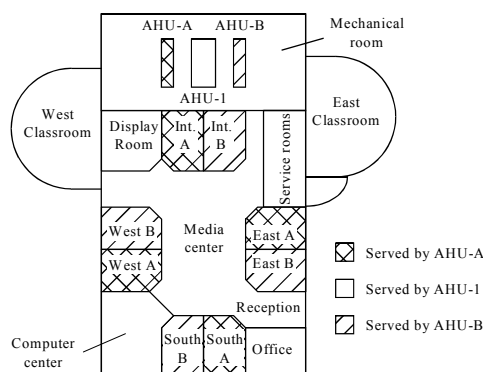 AHU-A
AHU-B
Mechanical
room
AHU-1
West
Classroom
East
Classroom
Display
Room
Int.
A
Int.
B
Service rooms
West B
Media
center
East A
West A
East B
Served by AHU-A
Served by AHU-1
Served by AHU-B
Reception
Computer
center
South
B
South
A
Office